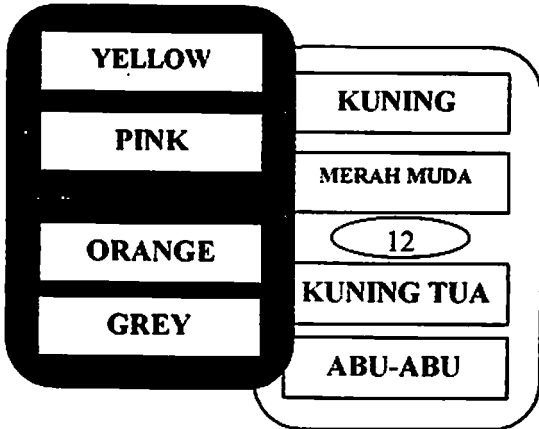 YELLOW
PINK
ORANGE
GREY
KUNING
MERAH MUDA
12
KUNING TUA
ABU-ABU